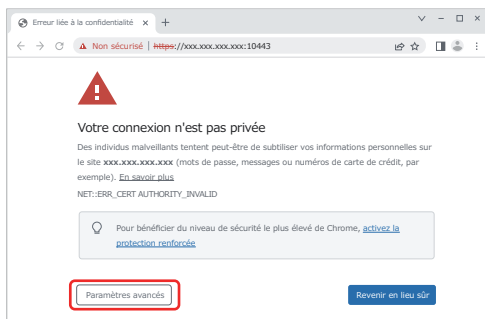 Erreur liée à la confidentialité
Non sécurisé | https://xxx.xxx.xxx.xxx:10443
Votre connexion n'est pas privée
Des individus malveillants tentent peut-être de subtiliser vos informations personnelles sur
le site xxx.xxx.xxx.xxx (mots de passe, messages ou numéros de carte de crédit, par
exemple). En savoir plus
NET::ERR_CERT AUTHORITY_INVALID
Pour bénéficier du niveau de sécurité le plus élevé de Chrome, activez la
protection renforcée
Paramètres avancés
Revenir en lieu sûr